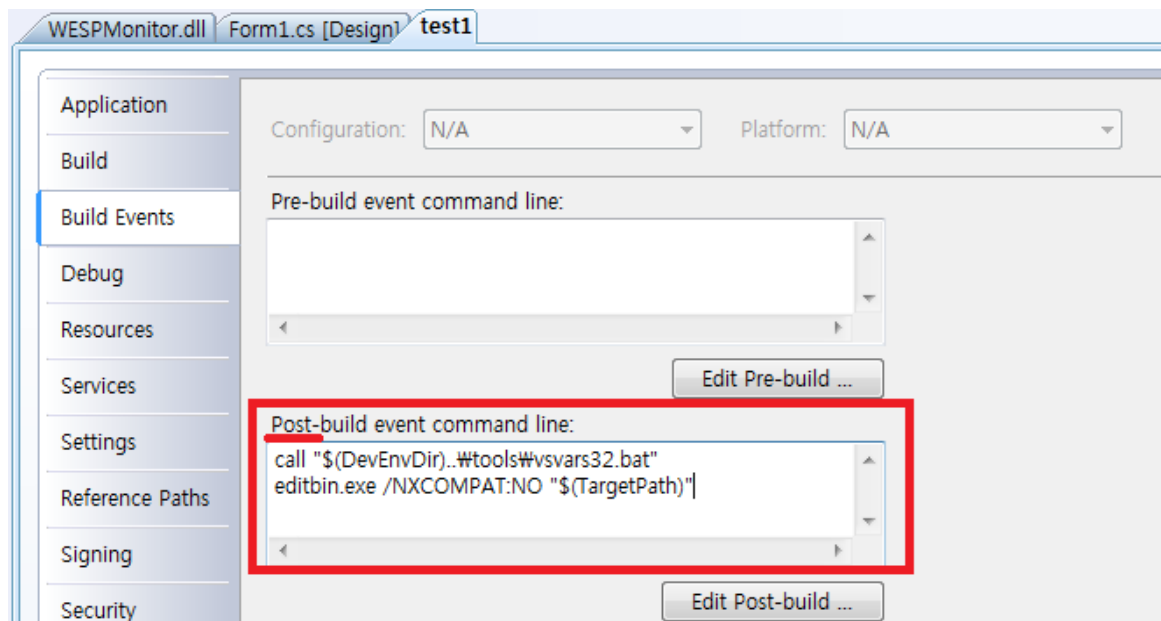 WESPMonitor.dll Form1.cs [Design] test1
Application
Build
Build Events
Debug
Resources
Services
Settings
Reference Paths
Signing
Security
Configuration: N/A Platform: N/A
Pre-build event command line:
Edit Pre-build ...
Post-build event command line:
call "$(DevEnvDir)..₩tools₩vsvars32.bat"
editbin.exe /NXCOMPAT:NO "$(TargetPath)"
Edit Post-build ...